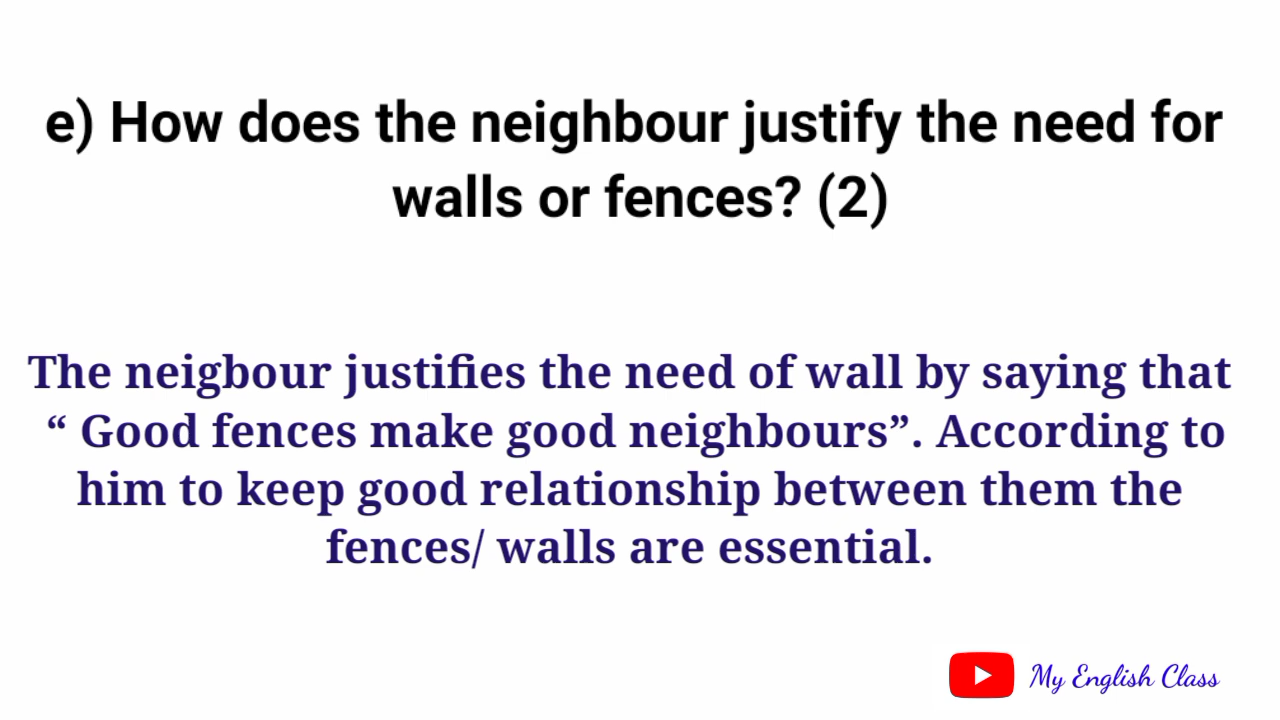 e) How does the neighbour justify the need for
walls or fences? (2)
The neigbour justifies the need of wall by saying that
“ Good fences make good neighbours”. According to
him to keep good relationship between them the
fences/ walls are essential.
My English Class